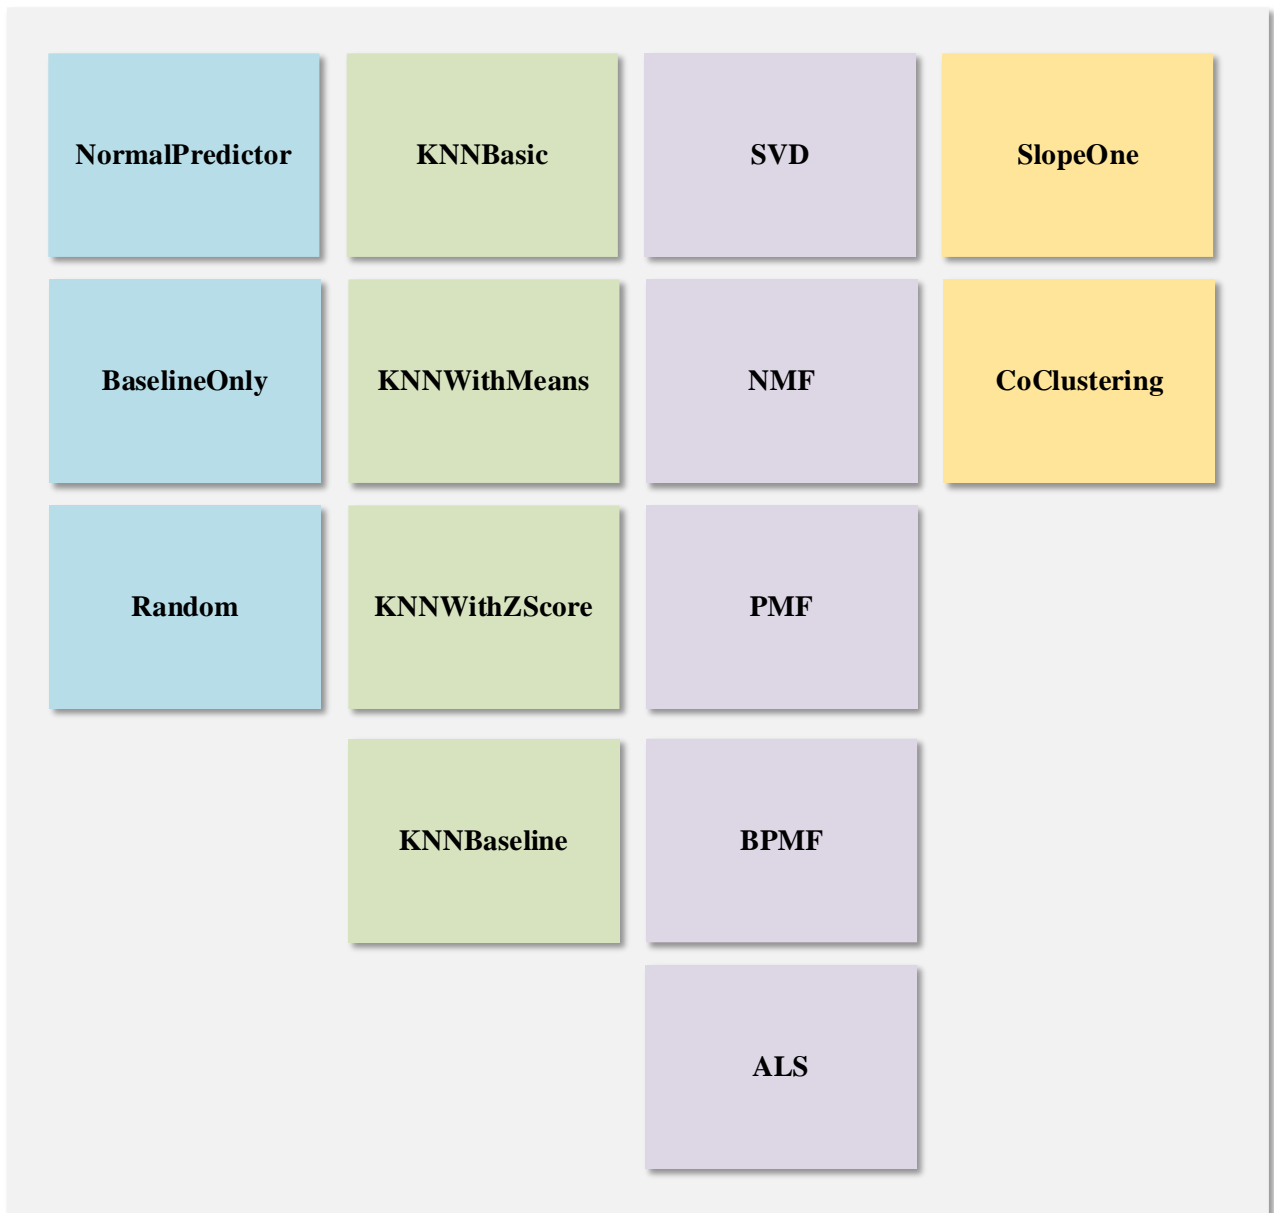 NormalPredictor
KNNBasic
SVD
SlopeOne
BaselineOnly
KNNWithMeans
NMF
CoClustering
Random
KNNWithZScore
PMF
KNNBaseline
BPMF
ALS